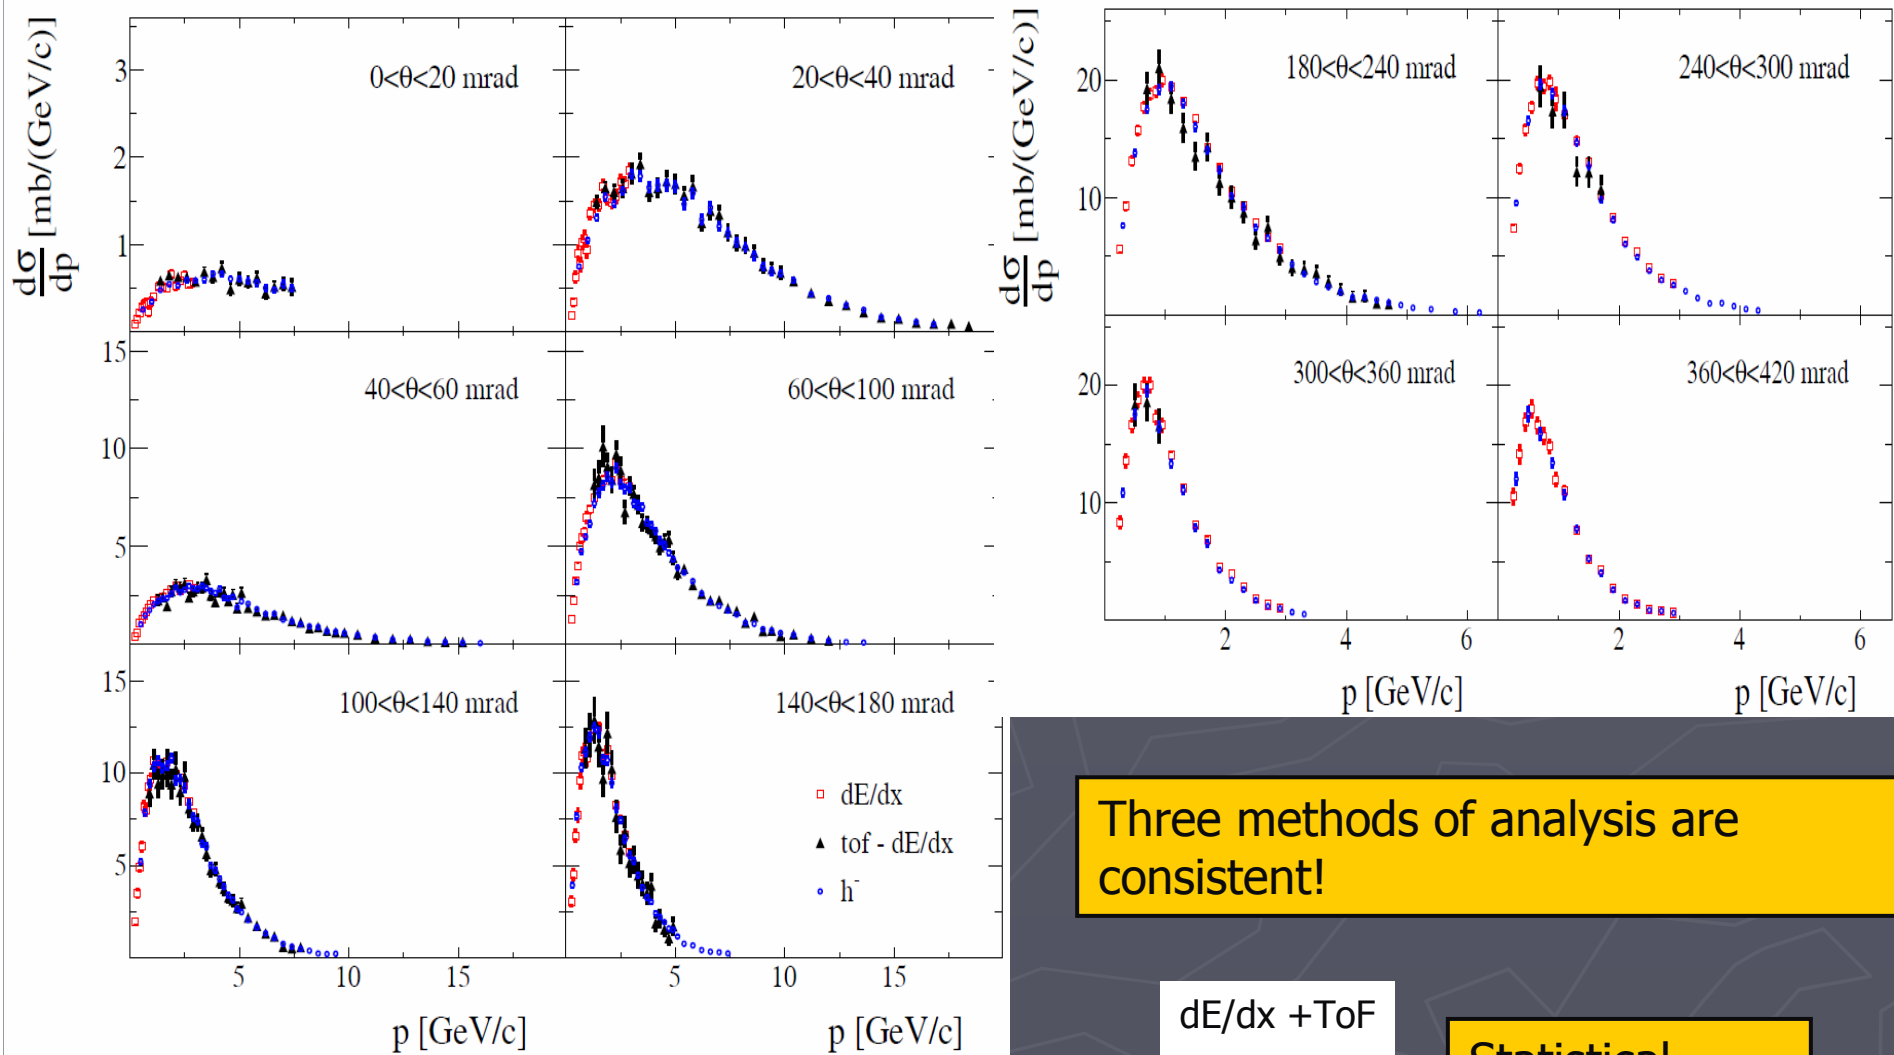 dσ/dp [mb/(GeV/c)]
3
2
1
0<θ<20 mrad
20<θ<40 mrad
15
10
5
40<θ<60 mrad
60<θ<100 mrad
15
10
5
100<θ<140 mrad
140<θ<180 mrad
dE/dx
tof - dE/dx
h⁻
5 10 15 5 10 15
p [GeV/c] p [GeV/c]
dσ/dp [mb/(GeV/c)]
20
10
180<θ<240 mrad
240<θ<300 mrad
20
10
300<θ<360 mrad
360<θ<420 mrad
2 4 6 2 4 6
p [GeV/c] p [GeV/c]
Three methods of analysis are
consistent!
dE/dx +ToF
Statistical